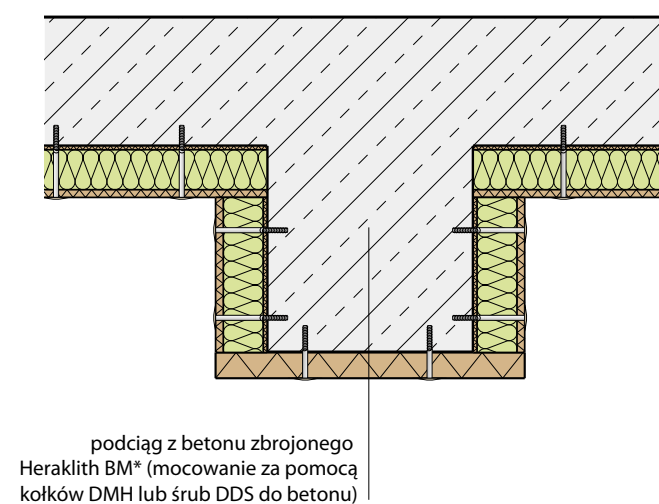 podciąg z betonu zbrojonego
Heraklith BM* (mocowanie za pomocą
kołków DMH lub śrub DDS do betonu)